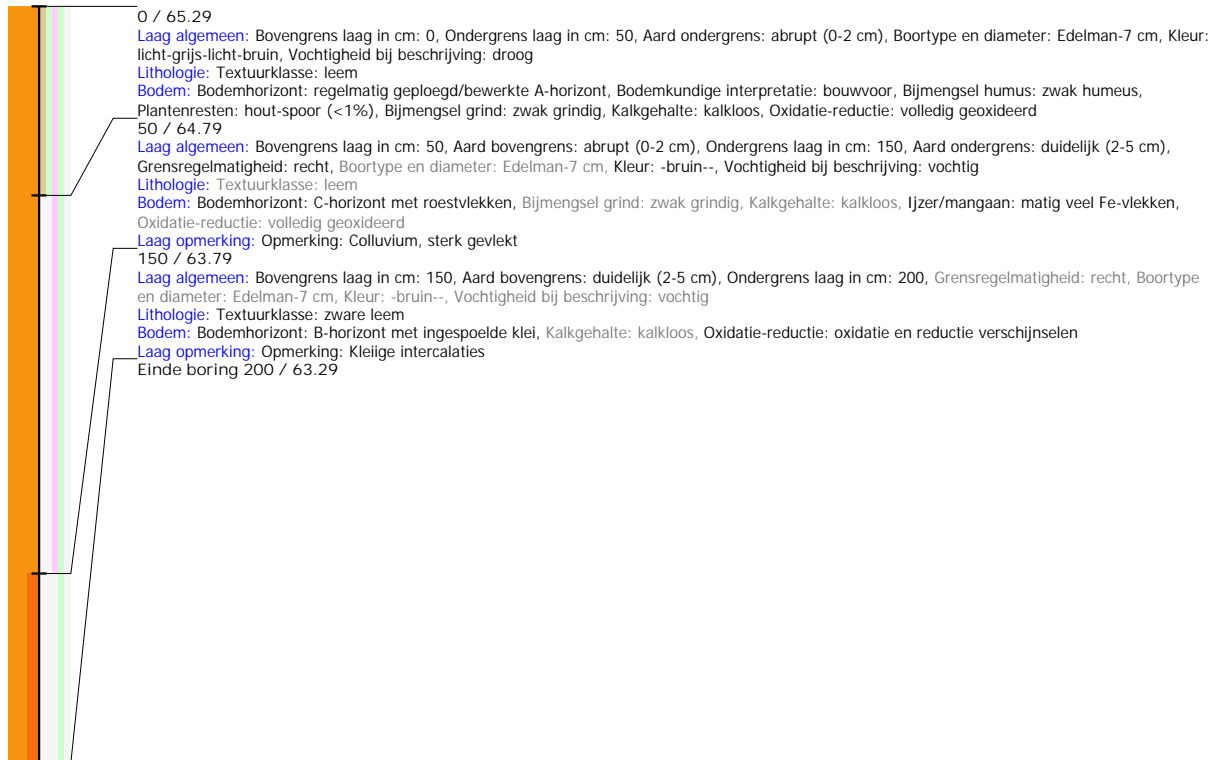 0 / 65.29
Laag algemeen: Bovengrens laag in cm: 0, Ondergrens laag in cm: 50, Aard ondergrens: abrupt (0-2 cm), Boortype en diameter: Edelman-7 cm, Kleur:
licht-grijs-licht-bruin, Vochtigheid bij beschrijving: droog
Lithologie: Textuurklasse: leem
Bodem: Bodemhorizont: regelmatig geploegd/bewerkte A-horizont, Bodemkundige interpretatie: bouwvoor, Bijmengsel humus: zwak humeus,
Plantenresten: hout-spoor (<1%), Bijmengsel grind: zwak grindig, Kalkgehalte: kalkloos, Oxidatie-reductie: volledig geoxideerd
50 / 64.79
Laag algemeen: Bovengrens laag in cm: 50, Aard bovengrens: abrupt (0-2 cm), Ondergrens laag in cm: 150, Aard ondergrens: duidelijk (2-5 cm),
Grensregelmatigheid: recht, Boortype en diameter: Edelman-7 cm, Kleur: -bruin--, Vochtigheid bij beschrijving: vochtig
Lithologie: Textuurklasse: leem
Bodem: Bodemhorizont: C-horizont met roestvlekken, Bijmengsel grind: zwak grindig, Kalkgehalte: kalkloos, Ijzer/mangaan: matig veel Fe-vlekken,
Oxidatie-reductie: volledig geoxideerd
Laag opmerking: Opmerking: Colluvium, sterk gevlekt
150 / 63.79
Laag algemeen: Bovengrens laag in cm: 150, Aard bovengrens: duidelijk (2-5 cm), Ondergrens laag in cm: 200, Grensregelmatigheid: recht, Boortype
en diameter: Edelman-7 cm, Kleur: -bruin--, Vochtigheid bij beschrijving: vochtig
Lithologie: Textuurklasse: zware leem
Bodem: Bodemhorizont: B-horizont met ingespoelde klei, Kalkgehalte: kalkloos, Oxidatie-reductie: oxidatie en reductie verschijnselen
Laag opmerking: Opmerking: Kleiige intercalaties
Einde boring 200 / 63.29